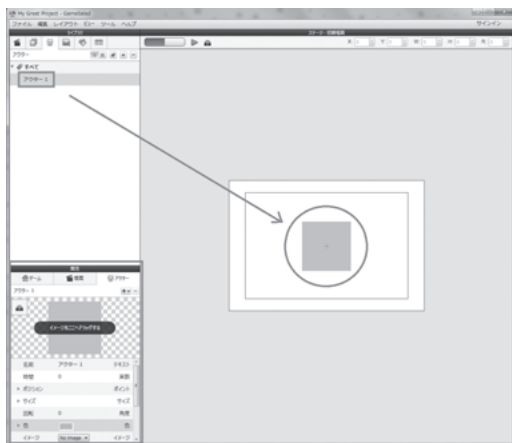 My Great Project - GameSalad
ファイル 編集 レイアウト ビュー ツール ヘルプ
サインイン
ライブラリ
ステージ - 初期場面
X
Y
W
H
R
アクター
すべて
アクター 1
属性
ゲーム
場面
アクター
アクター 1
イメージをここへドラッグする
名前 アクター 1 テキスト
時間 0 実数
ポジション ポイント
サイズ サイズ
回転 0 角度
色 色
イメージ No Image イメージ